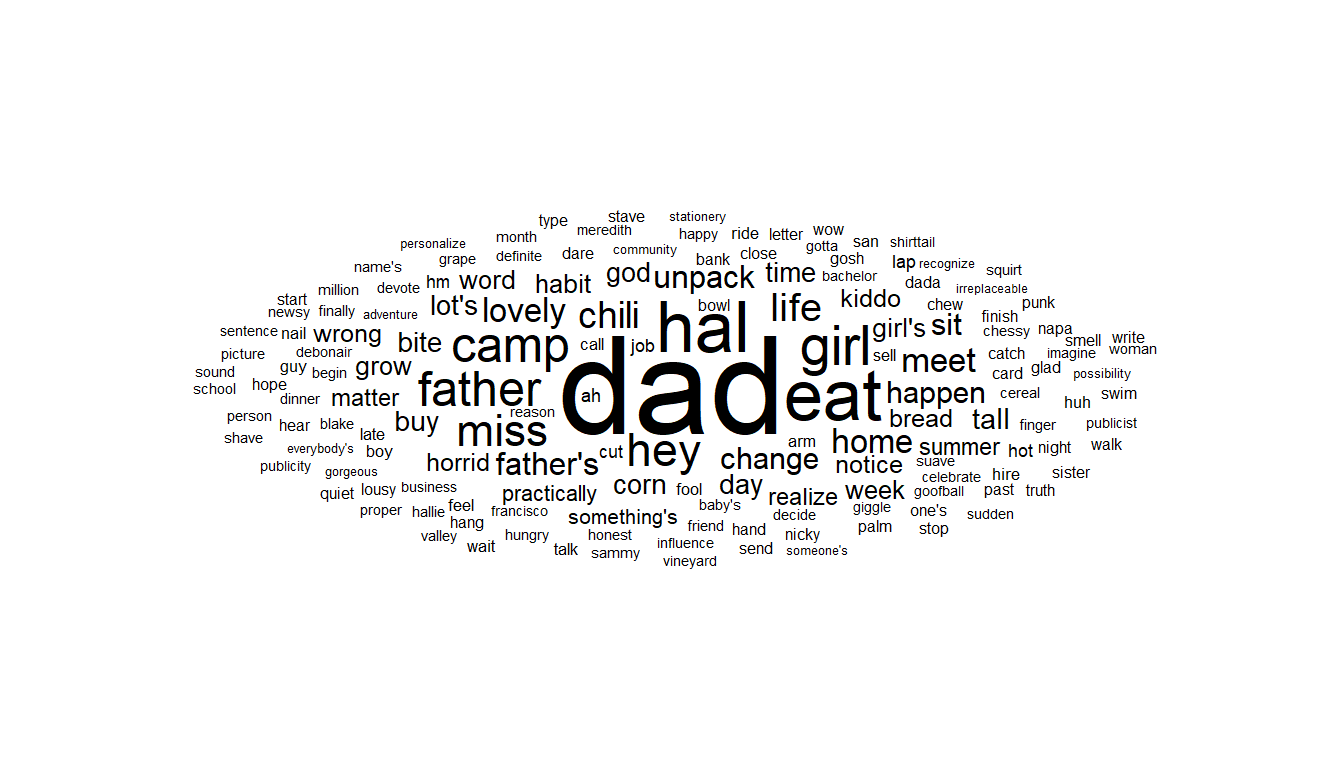 type stave stationery
personalize month meredith happy ride letter wow
name's grape definite dare community bank close gotta san shirttail
million devote hm word habit god unpack time bachelor gosh lap recognize squirt
start newsy finally adventure lot's lovely chili bowl life kiddo dada chew irreplaceable punk
sentence nail wrong bite camp call job hal girl girl's sit finish chessy napa smell write
picture debonair guy begin grow sell meet catch imagine woman
sound school hope dinner matter father ah dad eat happen card glad possibility
person hear blake late buy reason miss bread tall cereal huh swim
shave everybody's boy cut hey arm home summer finger publicist
publicity gorgeous horrid father's change notice suave hot night walk
quiet lousy business practically corn fool day realize week celebrate goofball hire past truth sister
proper hallie feel francisco something's baby's decide giggle one's sudden
valley hang hungry honest friend hand nicky palm stop
wait talk sammy influence send someone's
vineyard